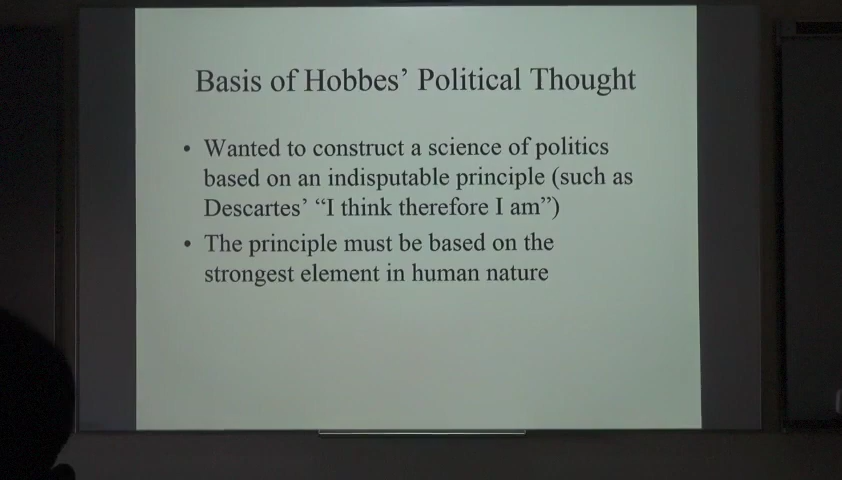 Basis of Hobbes’ Political Thought
• Wanted to construct a science of politics
based on an indisputable principle (such as
Descartes’ “I think therefore I am”)
• The principle must be based on the
strongest element in human nature